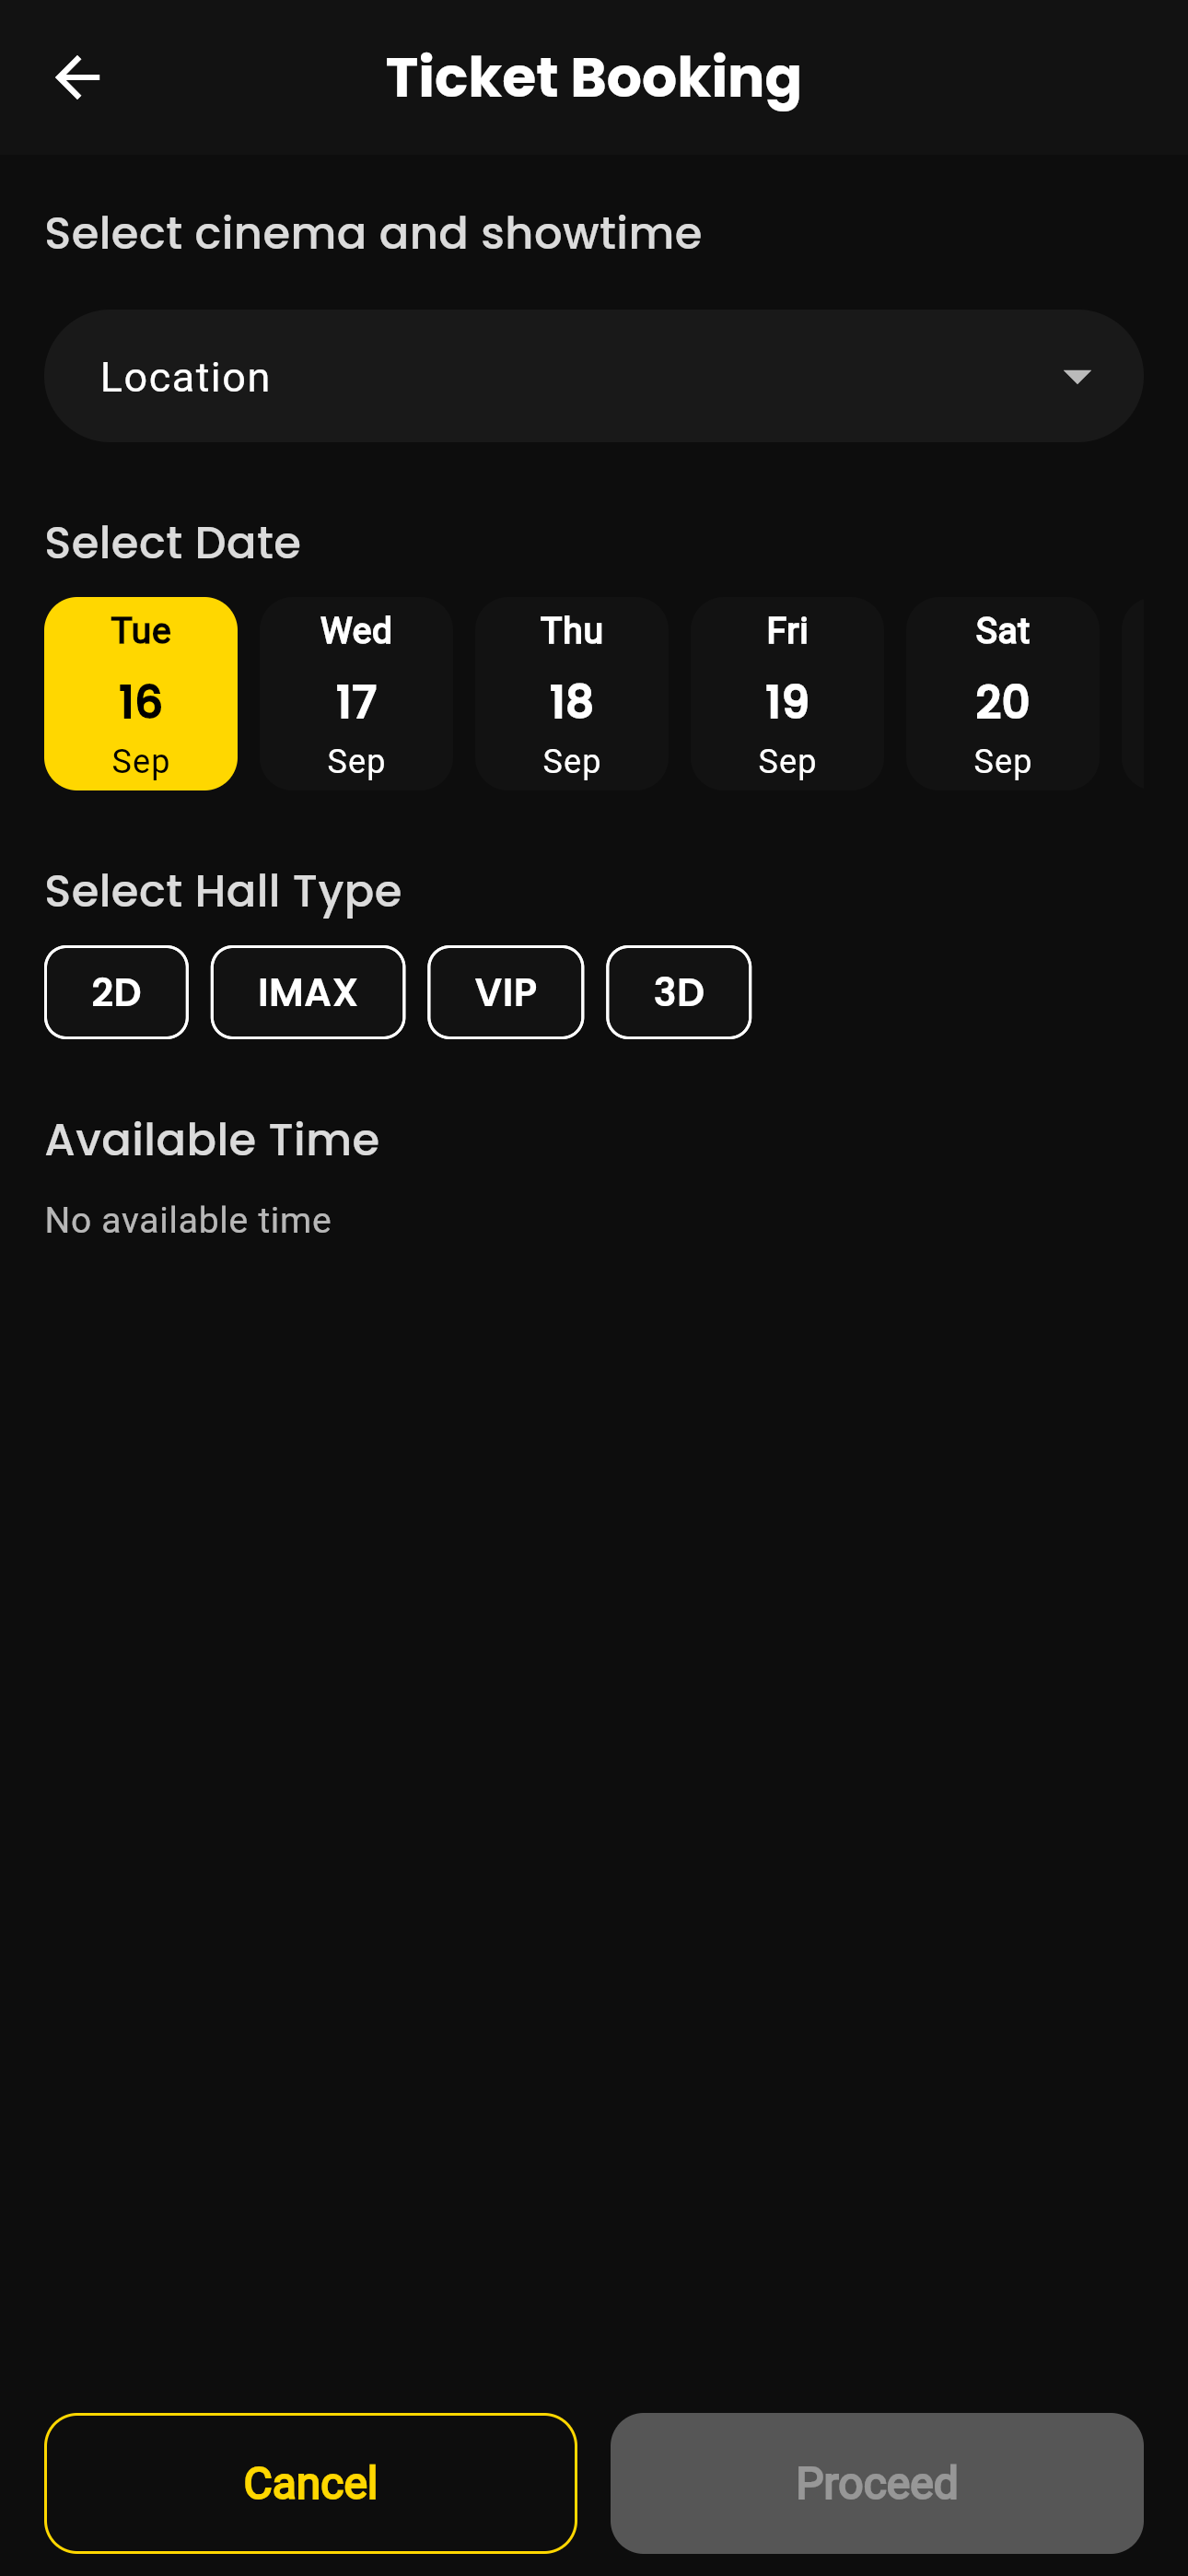 Ticket Booking
Select cinema and showtime
Location
Select Date
Tue Wed Thu Fri Sat
16 17 18 19 20
Sep Sep Sep Sep Sep
Select Hall Type
2D IMAX VIP 3D
Available Time
No available time
Cancel Proceed